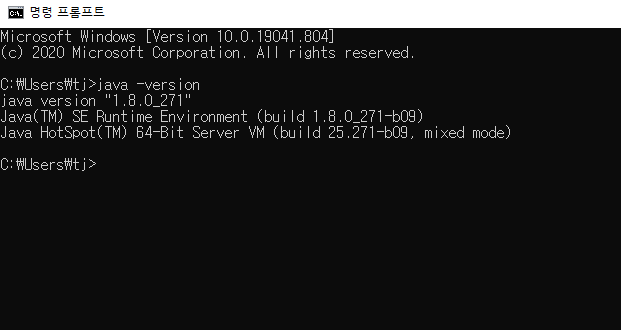 명령 프롬프트
Microsoft Windows [Version 10.0.19041.804]
(c) 2020 Microsoft Corporation. All rights reserved.
C:₩Users₩tj>java -version
java version "1.8.0_271"
Java(TM) SE Runtime Environment (build 1.8.0_271-b09)
Java HotSpot(TM) 64-Bit Server VM (build 25.271-b09, mixed mode)
C:₩Users₩tj>